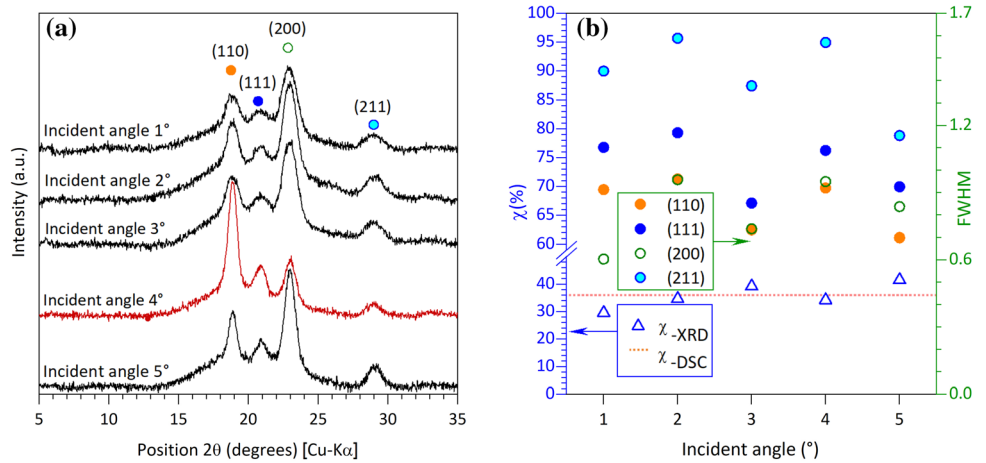 (a)
(200)
(110)
(111)
(211)
Incident angle 1°
Incident angle 2°
Incident angle 3°
Incident angle 4°
Incident angle 5°
Intensity (a.u.)
5 10 15 20 25 30 35
Position 2θ (degrees) [Cu-Kα]
(b)
100
95
90
85
80
75
70
65
60
40
30
20
10
0
χ(%)
1.7
1.2
0.6
0.0
FWHM
(110)
(111)
(200)
(211)
χ-XRD
χ-DSC
1 2 3 4 5
Incident angle (°)